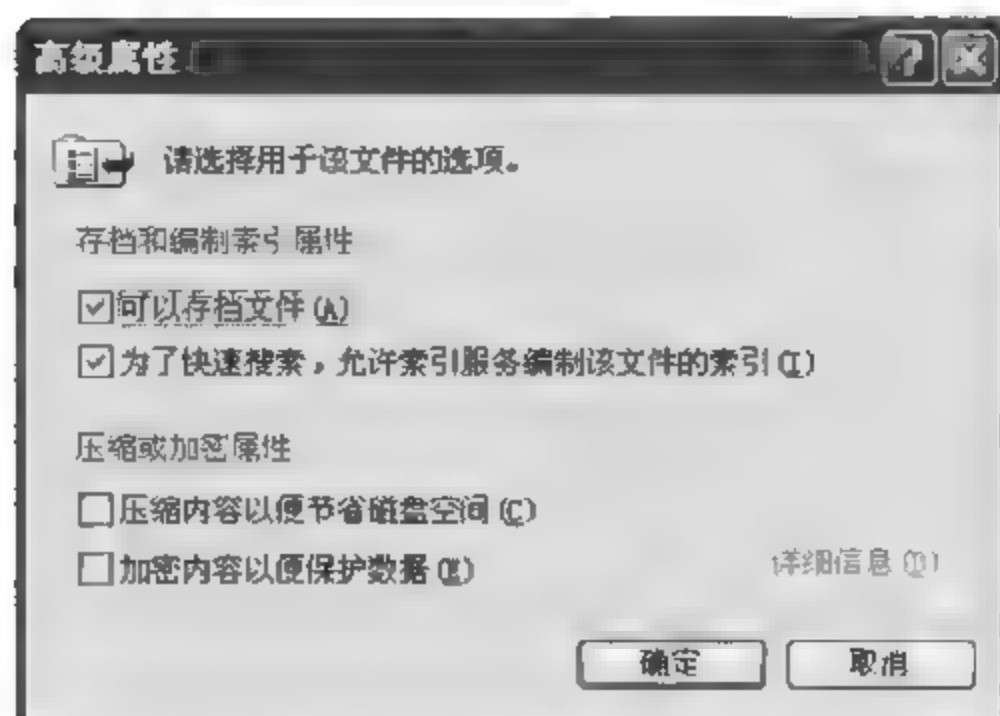 高级属性
请选择用于该文件的选项。
存档和编制索引属性
可以存档文件(A)
为了快速搜索，允许索引服务编制该文件的索引(I)
压缩或加密属性
压缩内容以便节省磁盘空间(C)
加密内容以便保护数据(E)
详细信息(D)
确定
取消